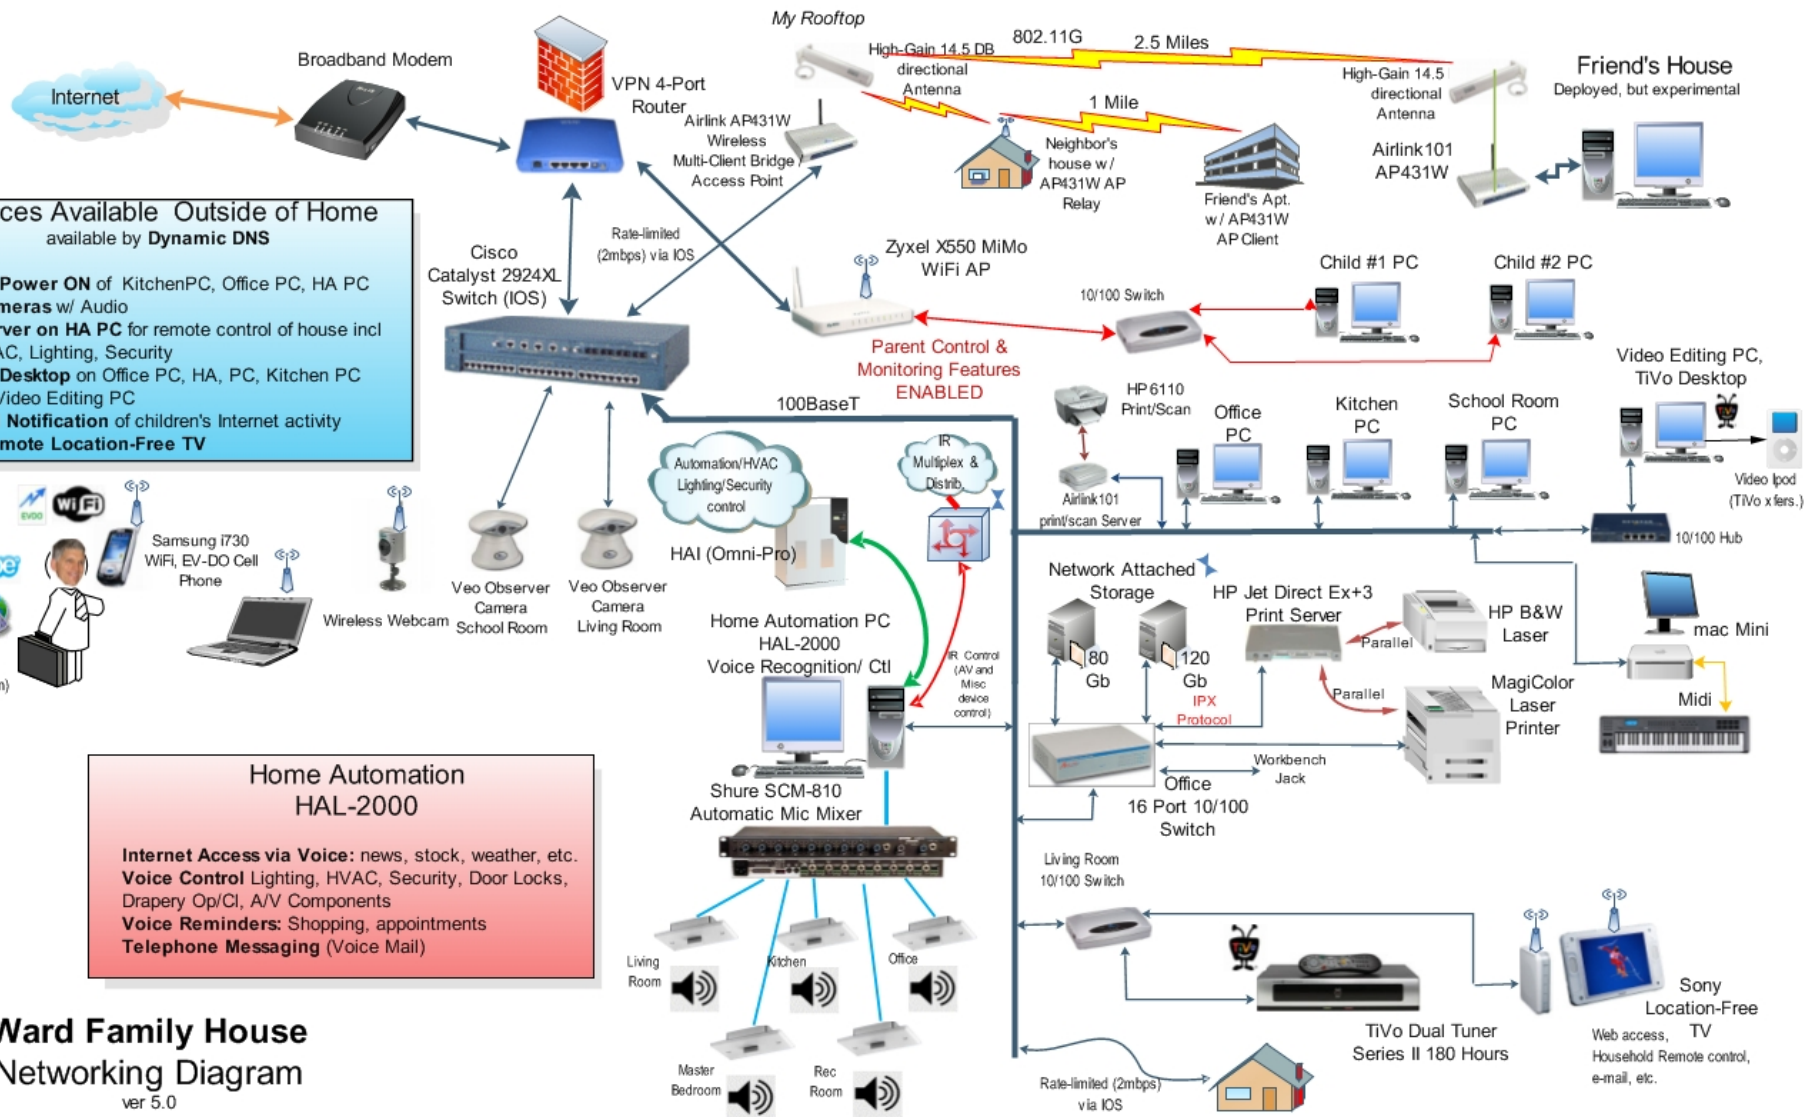 My Rooftop
Broadband Modem
Internet
VPN 4-Port
Router
Airlink AP431W
Wireless
Multi-Client Bridge /
Access Point
High-Gain 14.5 DB
directional
Antenna
802.11G
2.5 Miles
1 Mile
Neighbor's
house w/
AP431W AP
Relay
Friend's Apt.
w/ AP431W
AP Client
High-Gain 14.5
directional
Antenna
Airlink101
AP431W
Friend's House
Deployed, but experimental
ces Available Outside of Home
available by Dynamic DNS
Power ON of KitchenPC, Office PC, HA PC
meras w/ Audio
rver on HA PC for remote control of house incl
AC, Lighting, Security
Desktop on Office PC, HA, PC, Kitchen PC
Video Editing PC
Notification of children's Internet activity
mote Location-Free TV
Cisco
Catalyst 2924XL
Switch (IOS)
Rate-limited
(2mbps) via IOS
Zyxel X550 MiMo
WiFi AP
Parent Control &
Monitoring Features
ENABLED
10/100 Switch
Child #1 PC
Child #2 PC
100BaseT
HP 6110
Print/Scan
Airlink101
print/scan Server
Office
PC
Kitchen
PC
School Room
PC
Video Editing PC,
TiVo Desktop
Video Ipod
(TiVo xfers.)
10/100 Hub
EVDO
WiFi
Samsung i730
WiFi, EV-DO Cell
Phone
Wireless Webcam
Veo Observer
Camera
School Room
Veo Observer
Camera
Living Room
Automation/HVAC
Lighting/Security
control
HAI (Omni-Pro)
IR
Multiplex &
Distrib.
Home Automation PC
HAL-2000
Voice Recognition/ Ctl
IR Control
(AV and
Misc
device
control)
Network Attached
Storage
80
Gb
120
Gb
IPX
Protocol
HP Jet Direct Ex+3
Print Server
Parallel
Parallel
HP B&W
Laser
MagiColor
Laser
Printer
mac Mini
Midi
Workbench
Jack
Office
16 Port 10/100
Switch
Home Automation
HAL-2000
Internet Access via Voice: news, stock, weather, etc.
Voice Control Lighting, HVAC, Security, Door Locks,
Drapery Op/Cl, A/V Components
Voice Reminders: Shopping, appointments
Telephone Messaging (Voice Mail)
Shure SCM-810
Automatic Mic Mixer
Living
Room
Kitchen
Office
Master
Bedroom
Rec
Room
Living Room
10/100 Switch
TiVo
TiVo Dual Tuner
Series II 180 Hours
Sony
Location-Free
TV
Web access,
Household Remote control,
e-mail, etc.
Rate-limited (2mbps)
via IOS
Ward Family House
Networking Diagram
ver 5.0